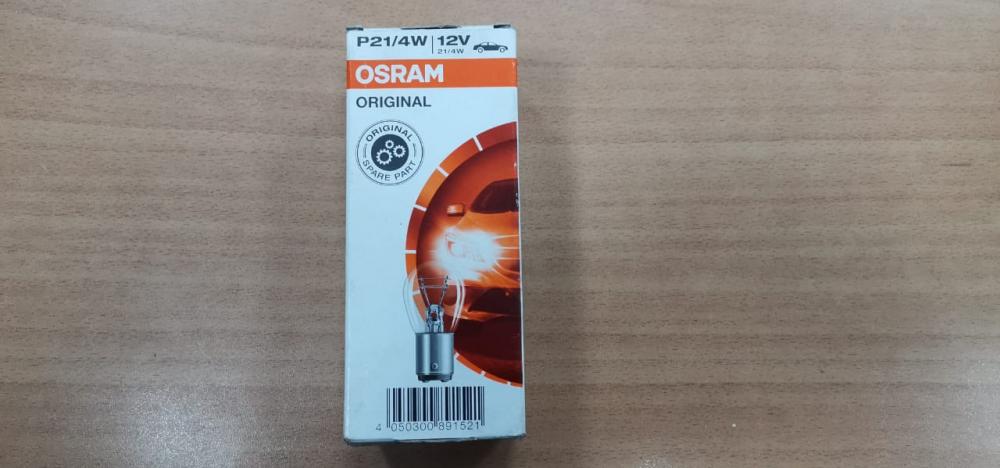 P21/4W 12V
21/4W
OSRAM
ORIGINAL
ORIGINAL
SPARE PART
4 050300 891521